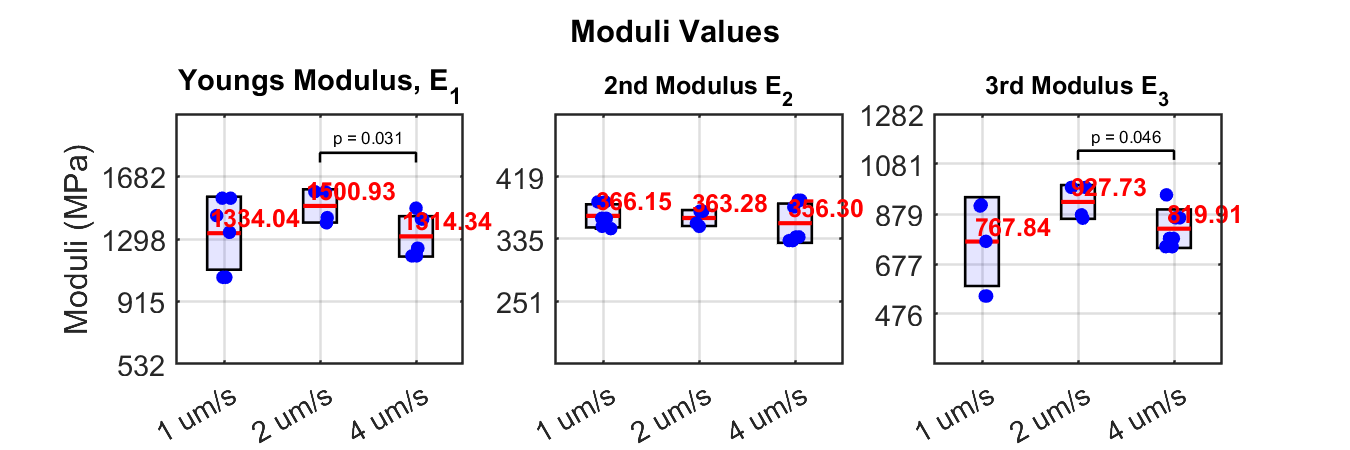 Moduli Values
Youngs Modulus, E1
2nd Modulus E2
3rd Modulus E3
Moduli (MPa)
1682
1298
915
532
p = 0.031
1334.04
1500.93
1314.34
1 um/s
2 um/s
4 um/s
419
335
251
366.15
363.28
356.30
1 um/s
2 um/s
4 um/s
1282
1081
879
677
476
p = 0.046
767.84
927.73
819.91
1 um/s
2 um/s
4 um/s